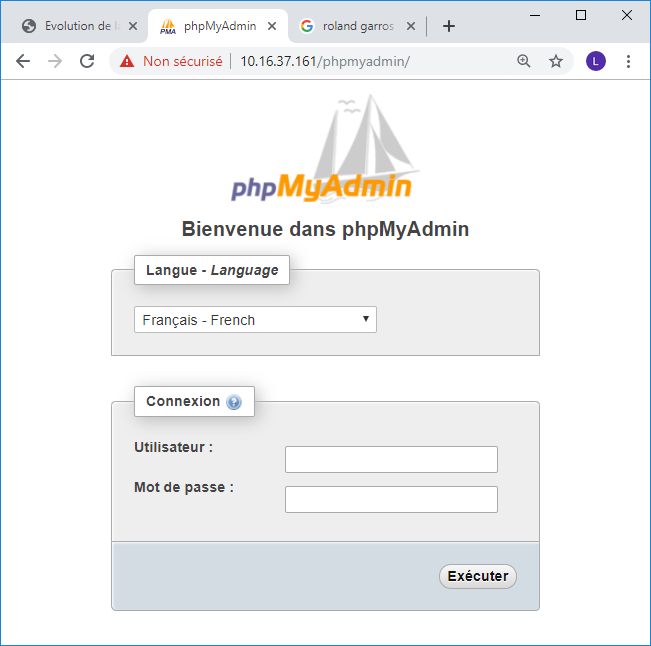 Evolution de l
phpMyAdmin
roland garros
Non sécurisé
10.16.37.161/phpmyadmin/
L
phpMyAdmin
Bienvenue dans phpMyAdmin
Langue - Language
Français - French
Connexion
Utilisateur :
Mot de passe :
Exécuter